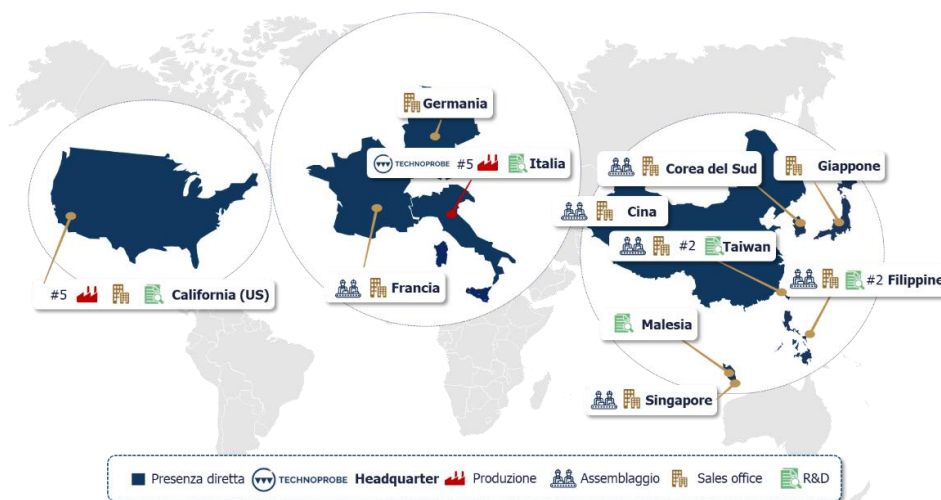 Germania
TECHNOPROBE #5 Italia
Corea del Sud
Giappone
Cina
#2 Taiwan
Francia
#5 California (US)
#2 Filippine
Malesia
Singapore
Presenza diretta TECHNOPROBE Headquarter Produzione Assemblaggio Sales office R&D